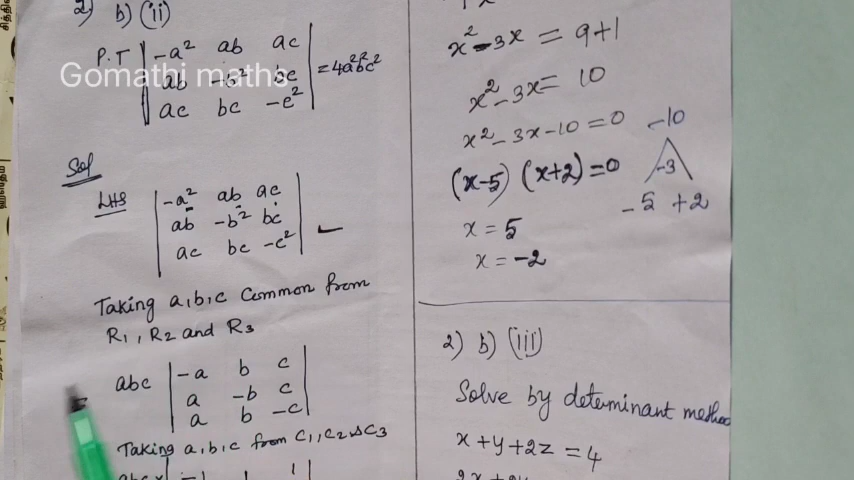 2) b) (ii)
P.T | -a² ab ac |
| ab -b² bc | = 4a²b²c²
| ac bc -c² |
Gomathi maths
Sol
LHS | -a² ab ac |
| ab -b² bc |
| ac bc -c² |
Taking a,b,c Common from
R₁, R₂ and R₃
abc | -a b c |
| a -b c |
| a b -c |
Taking a,b,c from C₁, C₂ & C₃
x² - 3x = 9+1
x² - 3x = 10
x² - 3x - 10 = 0
(x-5) (x+2) = 0
-10
-3
-5 +2
x = 5
x = -2
2) b) (iii)
Solve by determinant
x + y + 2z = 4